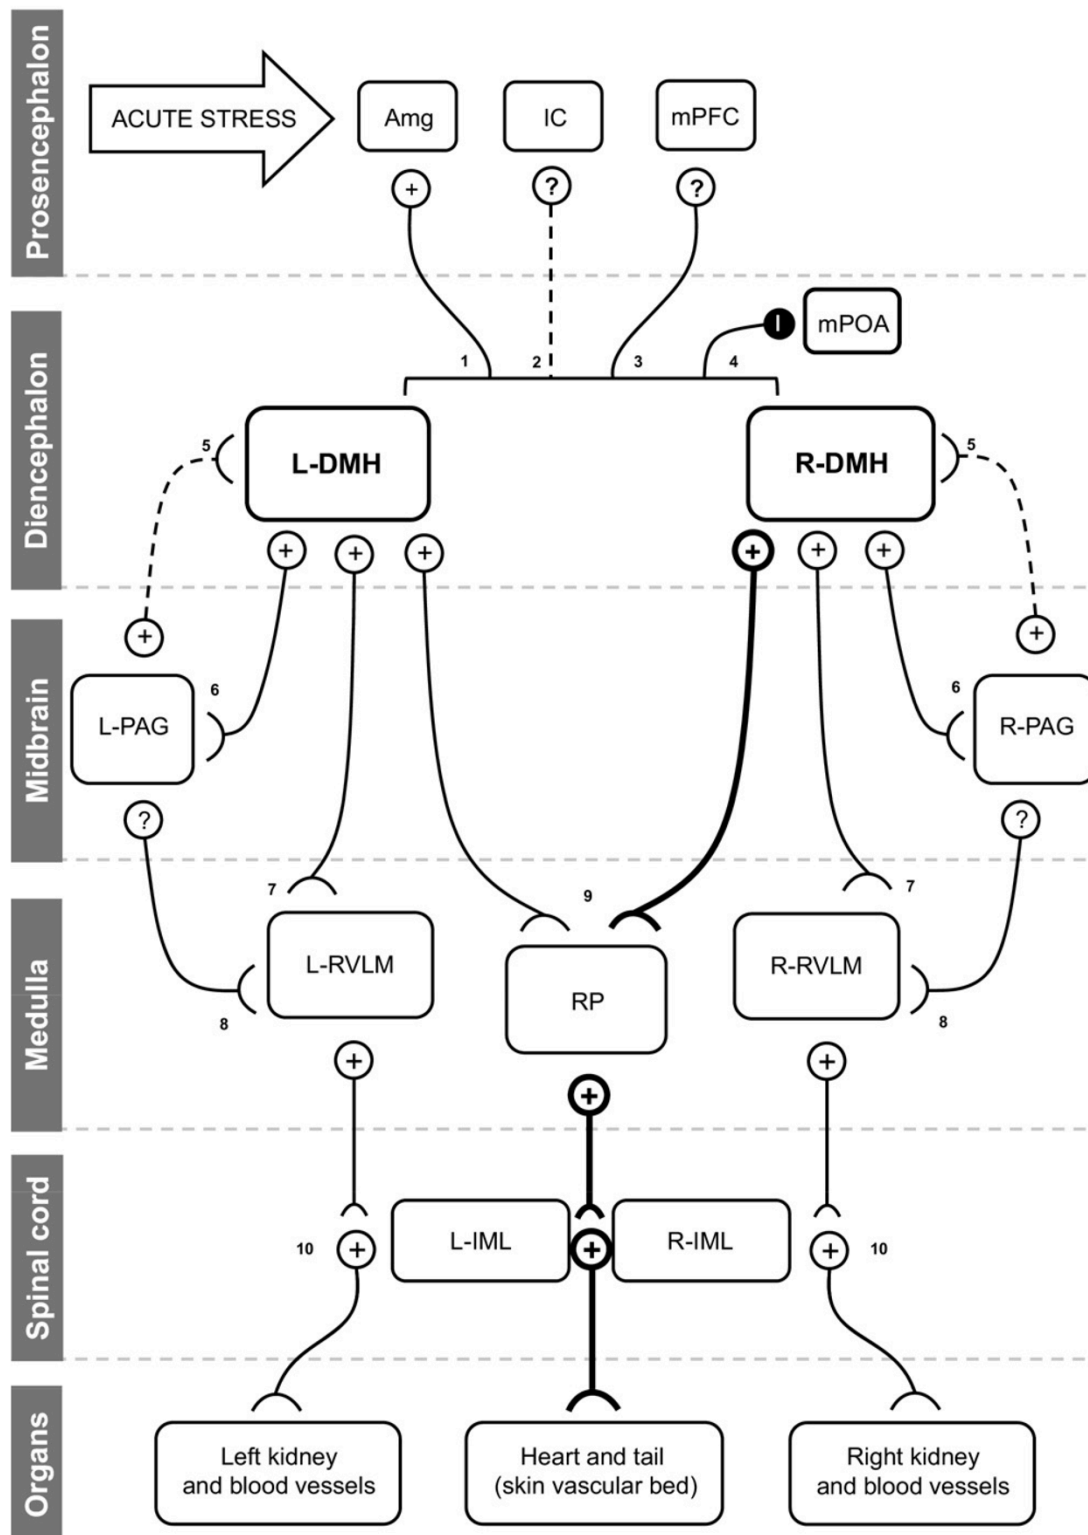 Prosencephalon
ACUTE STRESS
Amg
IC
mPFC
+
?
?
Diencephalon
I
mPOA
1
2
3
4
5
L-DMH
R-DMH
5
+
+
+
+
+
+
Midbrain
+
+
L-PAG
6
6
R-PAG
?
?
Medulla
7
9
7
L-RVLM
RP
R-RVLM
8
8
+
+
+
Spinal cord
10
+
L-IML
+
R-IML
+
10
Organs
Left kidney
and blood vessels
Heart and tail
(skin vascular bed)
Right kidney
and blood vessels